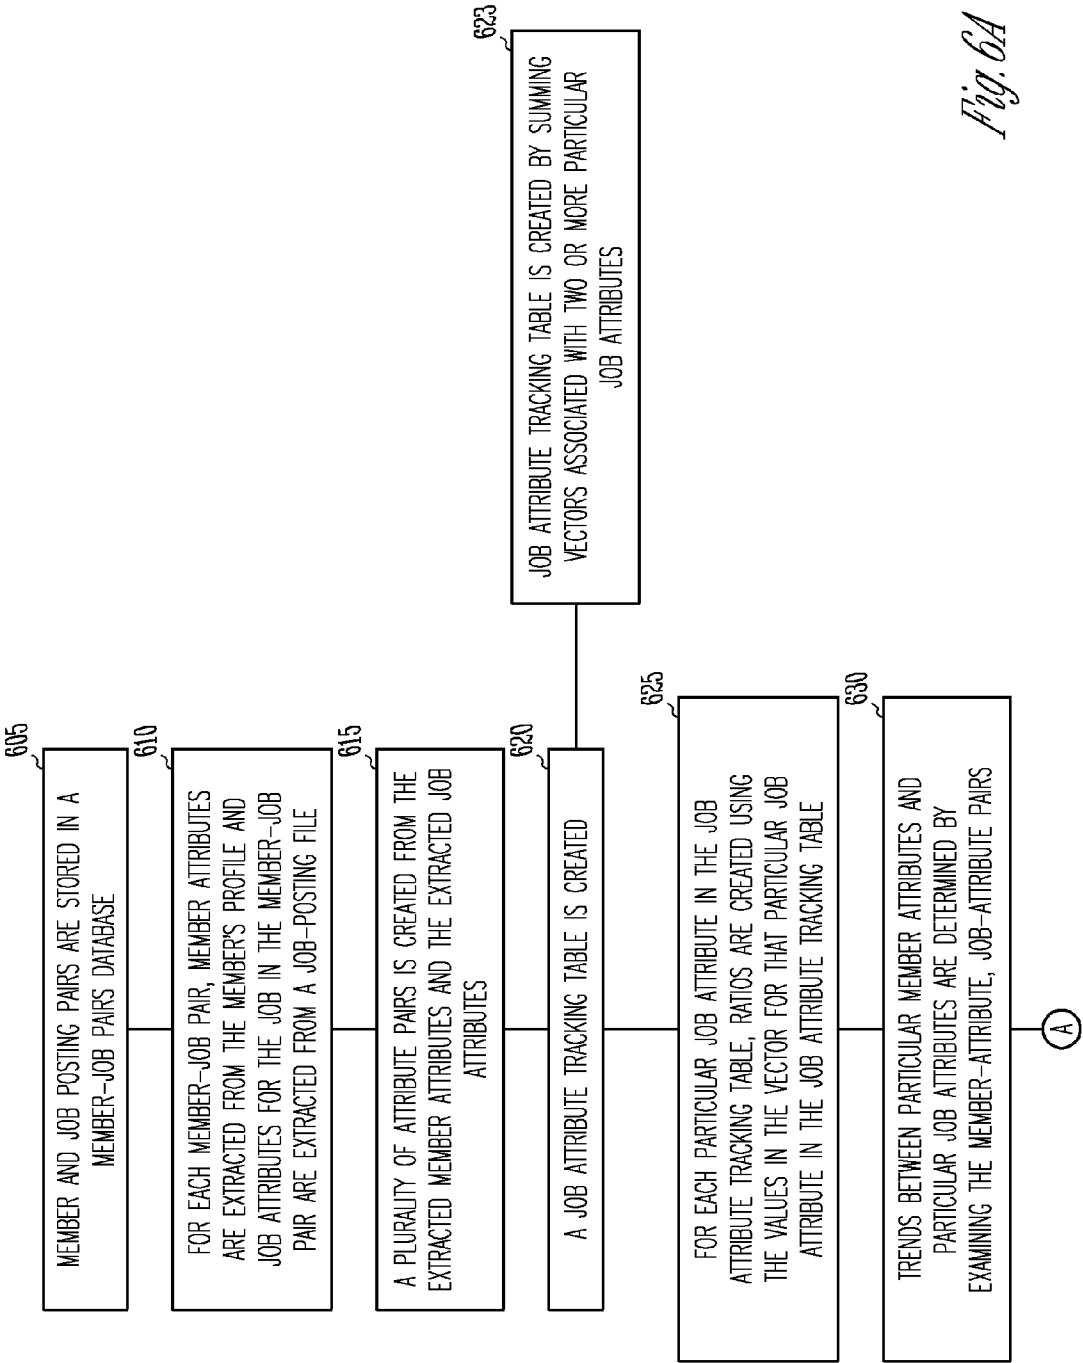 605
MEMBER AND JOB POSTING PAIRS ARE STORED IN A
MEMBER-JOB PAIRS DATABASE
610
FOR EACH MEMBER-JOB PAIR, MEMBER ATTRIBUTES
ARE EXTRACTED FROM THE MEMBER'S PROFILE AND
JOB ATTRIBUTES FOR THE JOB IN THE MEMBER-JOB
PAIR ARE EXTRACTED FROM A JOB-POSTING FILE
615
A PLURALITY OF ATTRIBUTE PAIRS IS CREATED FROM THE
EXTRACTED MEMBER ATTRIBUTES AND THE EXTRACTED JOB
ATTRIBUTES
620
A JOB ATTRIBUTE TRACKING TABLE IS CREATED
623
JOB ATTRIBUTE TRACKING TABLE IS CREATED BY SUMMING
VECTORS ASSOCIATED WITH TWO OR MORE PARTICULAR
JOB ATTRIBUTES
625
FOR EACH PARTICULAR JOB ATTRIBUTE IN THE JOB
ATTRIBUTE TRACKING TABLE, RATIOS ARE CREATED USING
THE VALUES IN THE VECTOR FOR THAT PARTICULAR JOB
ATTRIBUTE IN THE JOB ATTRIBUTE TRACKING TABLE
630
TRENDS BETWEEN PARTICULAR MEMBER ATTRIBUTES AND
PARTICULAR JOB ATTRIBUTES ARE DETERMINED BY
EXAMINING THE MEMBER-ATTRIBUTE, JOB-ATTRIBUTE PAIRS
A
Fig. 6A